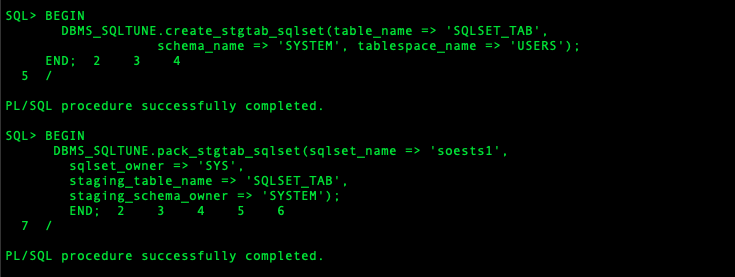 SQL> BEGIN
DBMS_SQLTUNE.create_stgtab_sqlset(table_name => 'SQLSET_TAB',
schema_name => 'SYSTEM', tablespace_name => 'USERS');
END;  2    3    4
5  /
PL/SQL procedure successfully completed.
SQL> BEGIN
DBMS_SQLTUNE.pack_stgtab_sqlset(sqlset_name => 'soests1',
sqlset_owner => 'SYS',
staging_table_name => 'SQLSET_TAB',
staging_schema_owner => 'SYSTEM');
END;  2    3    4    5    6
7  /
PL/SQL procedure successfully completed.